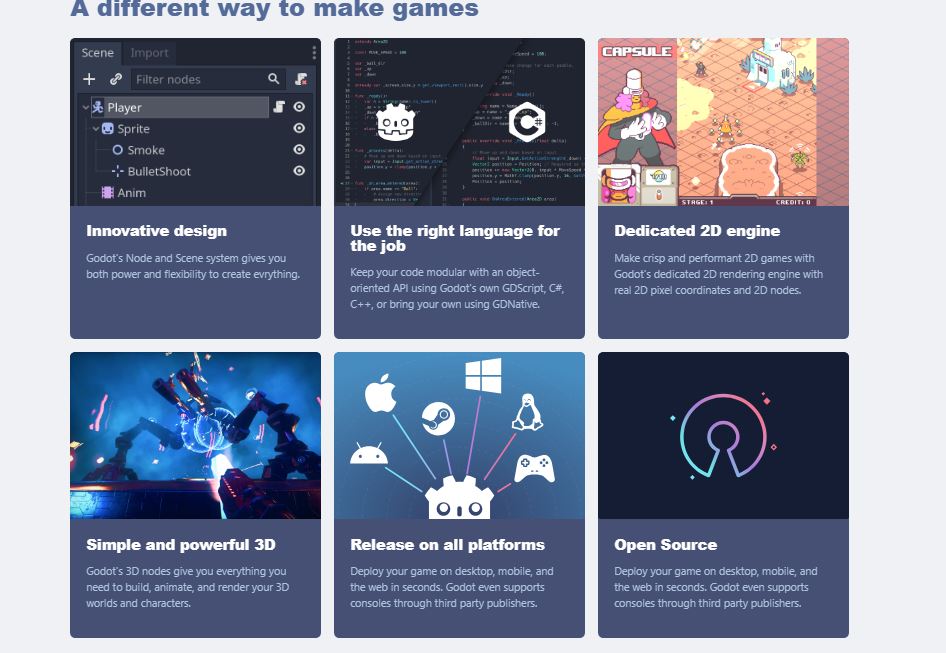 A different way to make games
Scene Import
Filter nodes
Player
Sprite
Smoke
BulletShoot
Anim
CAPSULE
STAGE: 1 CREDIT: 0
Innovative design
Godot's Node and Scene system gives you
both power and flexibility to create evrything.
Use the right language for
the job
Keep your code modular with an object-
oriented API using Godot's own GDScript, C#,
C++, or bring your own using GDNative.
Dedicated 2D engine
Make crisp and performant 2D games with
Godot's dedicated 2D rendering engine with
real 2D pixel coordinates and 2D nodes.
Simple and powerful 3D
Godot's 3D nodes give you everything you
need to build, animate, and render your 3D
worlds and characters.
Release on all platforms
Deploy your game on desktop, mobile, and
the web in seconds. Godot even supports
consoles through third party publishers.
Open Source
Deploy your game on desktop, mobile, and
the web in seconds. Godot even supports
consoles through third party publishers.